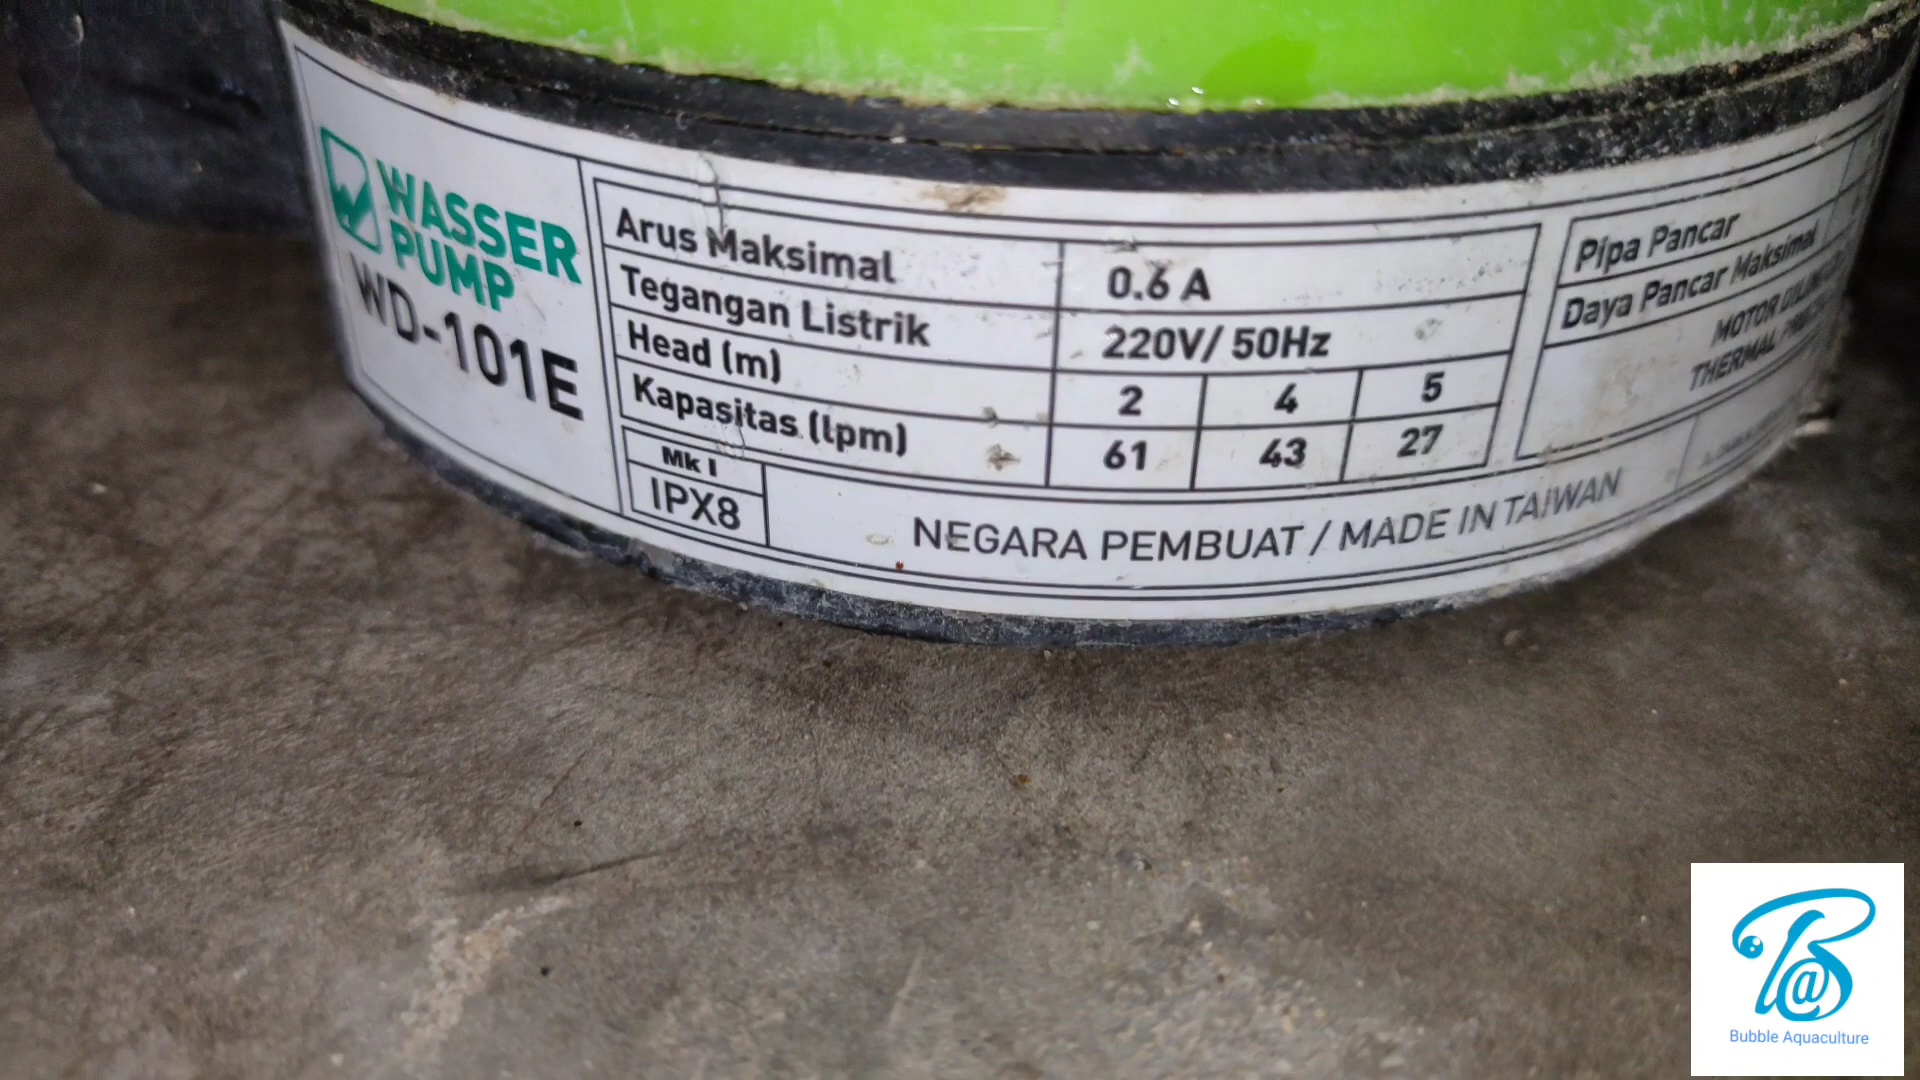 WASSER
PUMP
WD-101E
Arus Maksimal 0.6 A
Tegangan Listrik 220V/ 50Hz
Head (m) 2 4 5
Kapasitas (lpm) 61 43 27
Mk I
IPX8
NEGARA PEMBUAT / MADE IN TAIWAN
Pipa Pancar
Daya Pancar Maksimal
MOTOR
THERMAL
Bubble Aquaculture